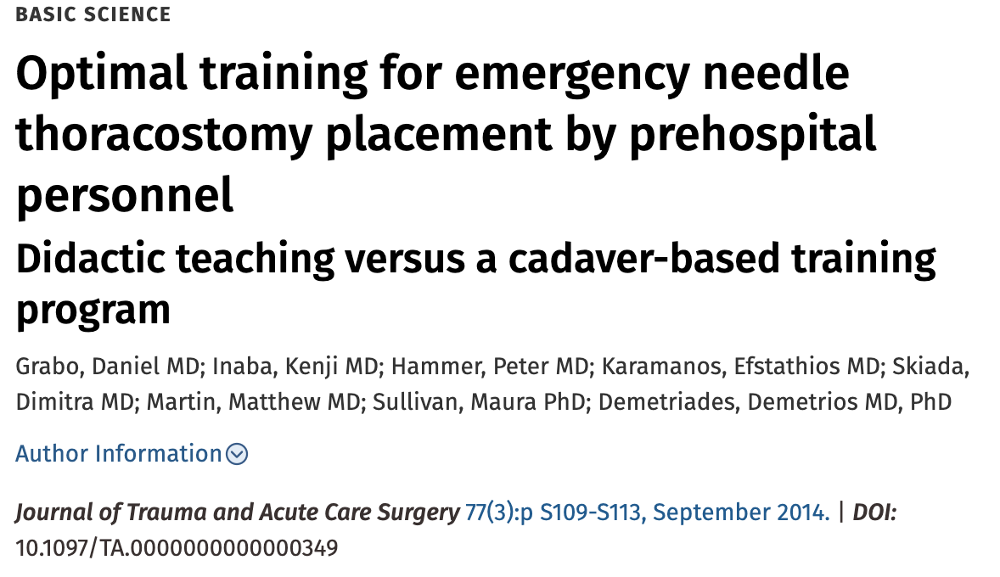 BASIC SCIENCE
Optimal training for emergency needle
thoracostomy placement by prehospital
personnel
Didactic teaching versus a cadaver-based training
program
Grabo, Daniel MD; Inaba, Kenji MD; Hammer, Peter MD; Karamanos, Efstathios MD; Skiada,
Dimitra MD; Martin, Matthew MD; Sullivan, Maura PhD; Demetriades, Demetrios MD, PhD
Author Information
Journal of Trauma and Acute Care Surgery 77(3):p S109-S113, September 2014. | DOI:
10.1097/TA.0000000000000349